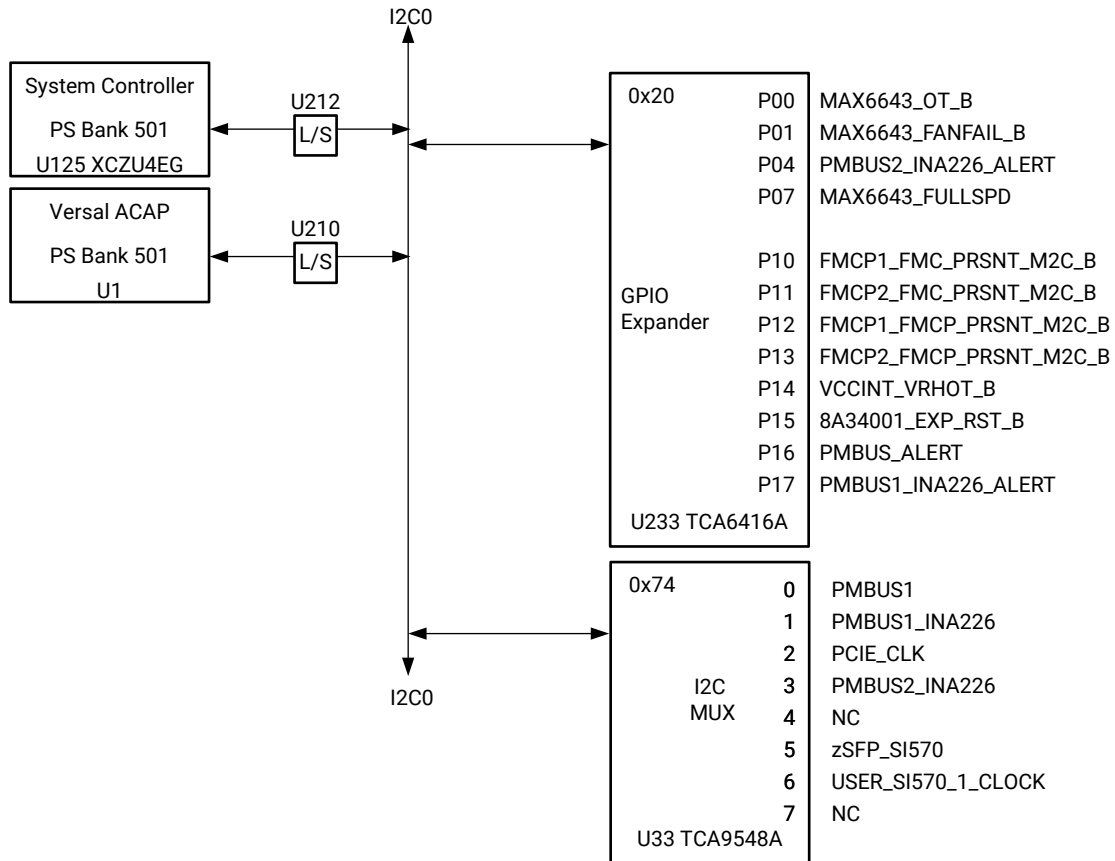 I2C0
System Controller
PS Bank 501
U125 XCZU4EG
U212
L/S
Versal ACAP
PS Bank 501
U1
U210
L/S
0x20
P00 MAX6643_OT_B
P01 MAX6643_FANFAIL_B
P04 PMBUS2_INA226_ALERT
P07 MAX6643_FULLSPD
P10 FMCP1_FMC_PRSNT_M2C_B
P11 FMCP2_FMC_PRSNT_M2C_B
P12 FMCP1_FMCP_PRSNT_M2C_B
P13 FMCP2_FMCP_PRSNT_M2C_B
P14 VCCINT_VRHOT_B
P15 8A34001_EXP_RST_B
P16 PMBUS_ALERT
P17 PMBUS1_INA226_ALERT
GPIO
Expander
U233 TCA6416A
0x74
0 PMBUS1
1 PMBUS1_INA226
2 PCIE_CLK
3 PMBUS2_INA226
4 NC
5 zSFP_SI570
6 USER_SI570_1_CLOCK
7 NC
I2C
MUX
U33 TCA9548A
I2C0